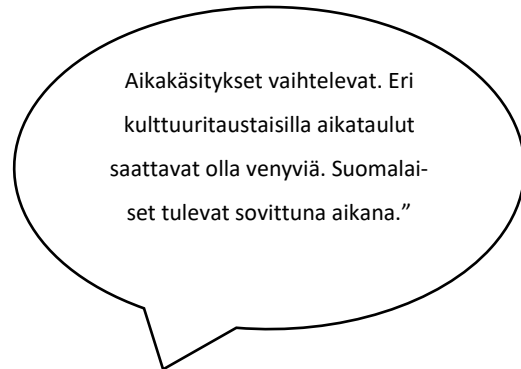 Aikakäsitykset vaihtelevat. Eri
kulttuuritaustaisilla aikataulut
saattavat olla venyviä. Suomalai-
set tulevat sovittuna aikana.”